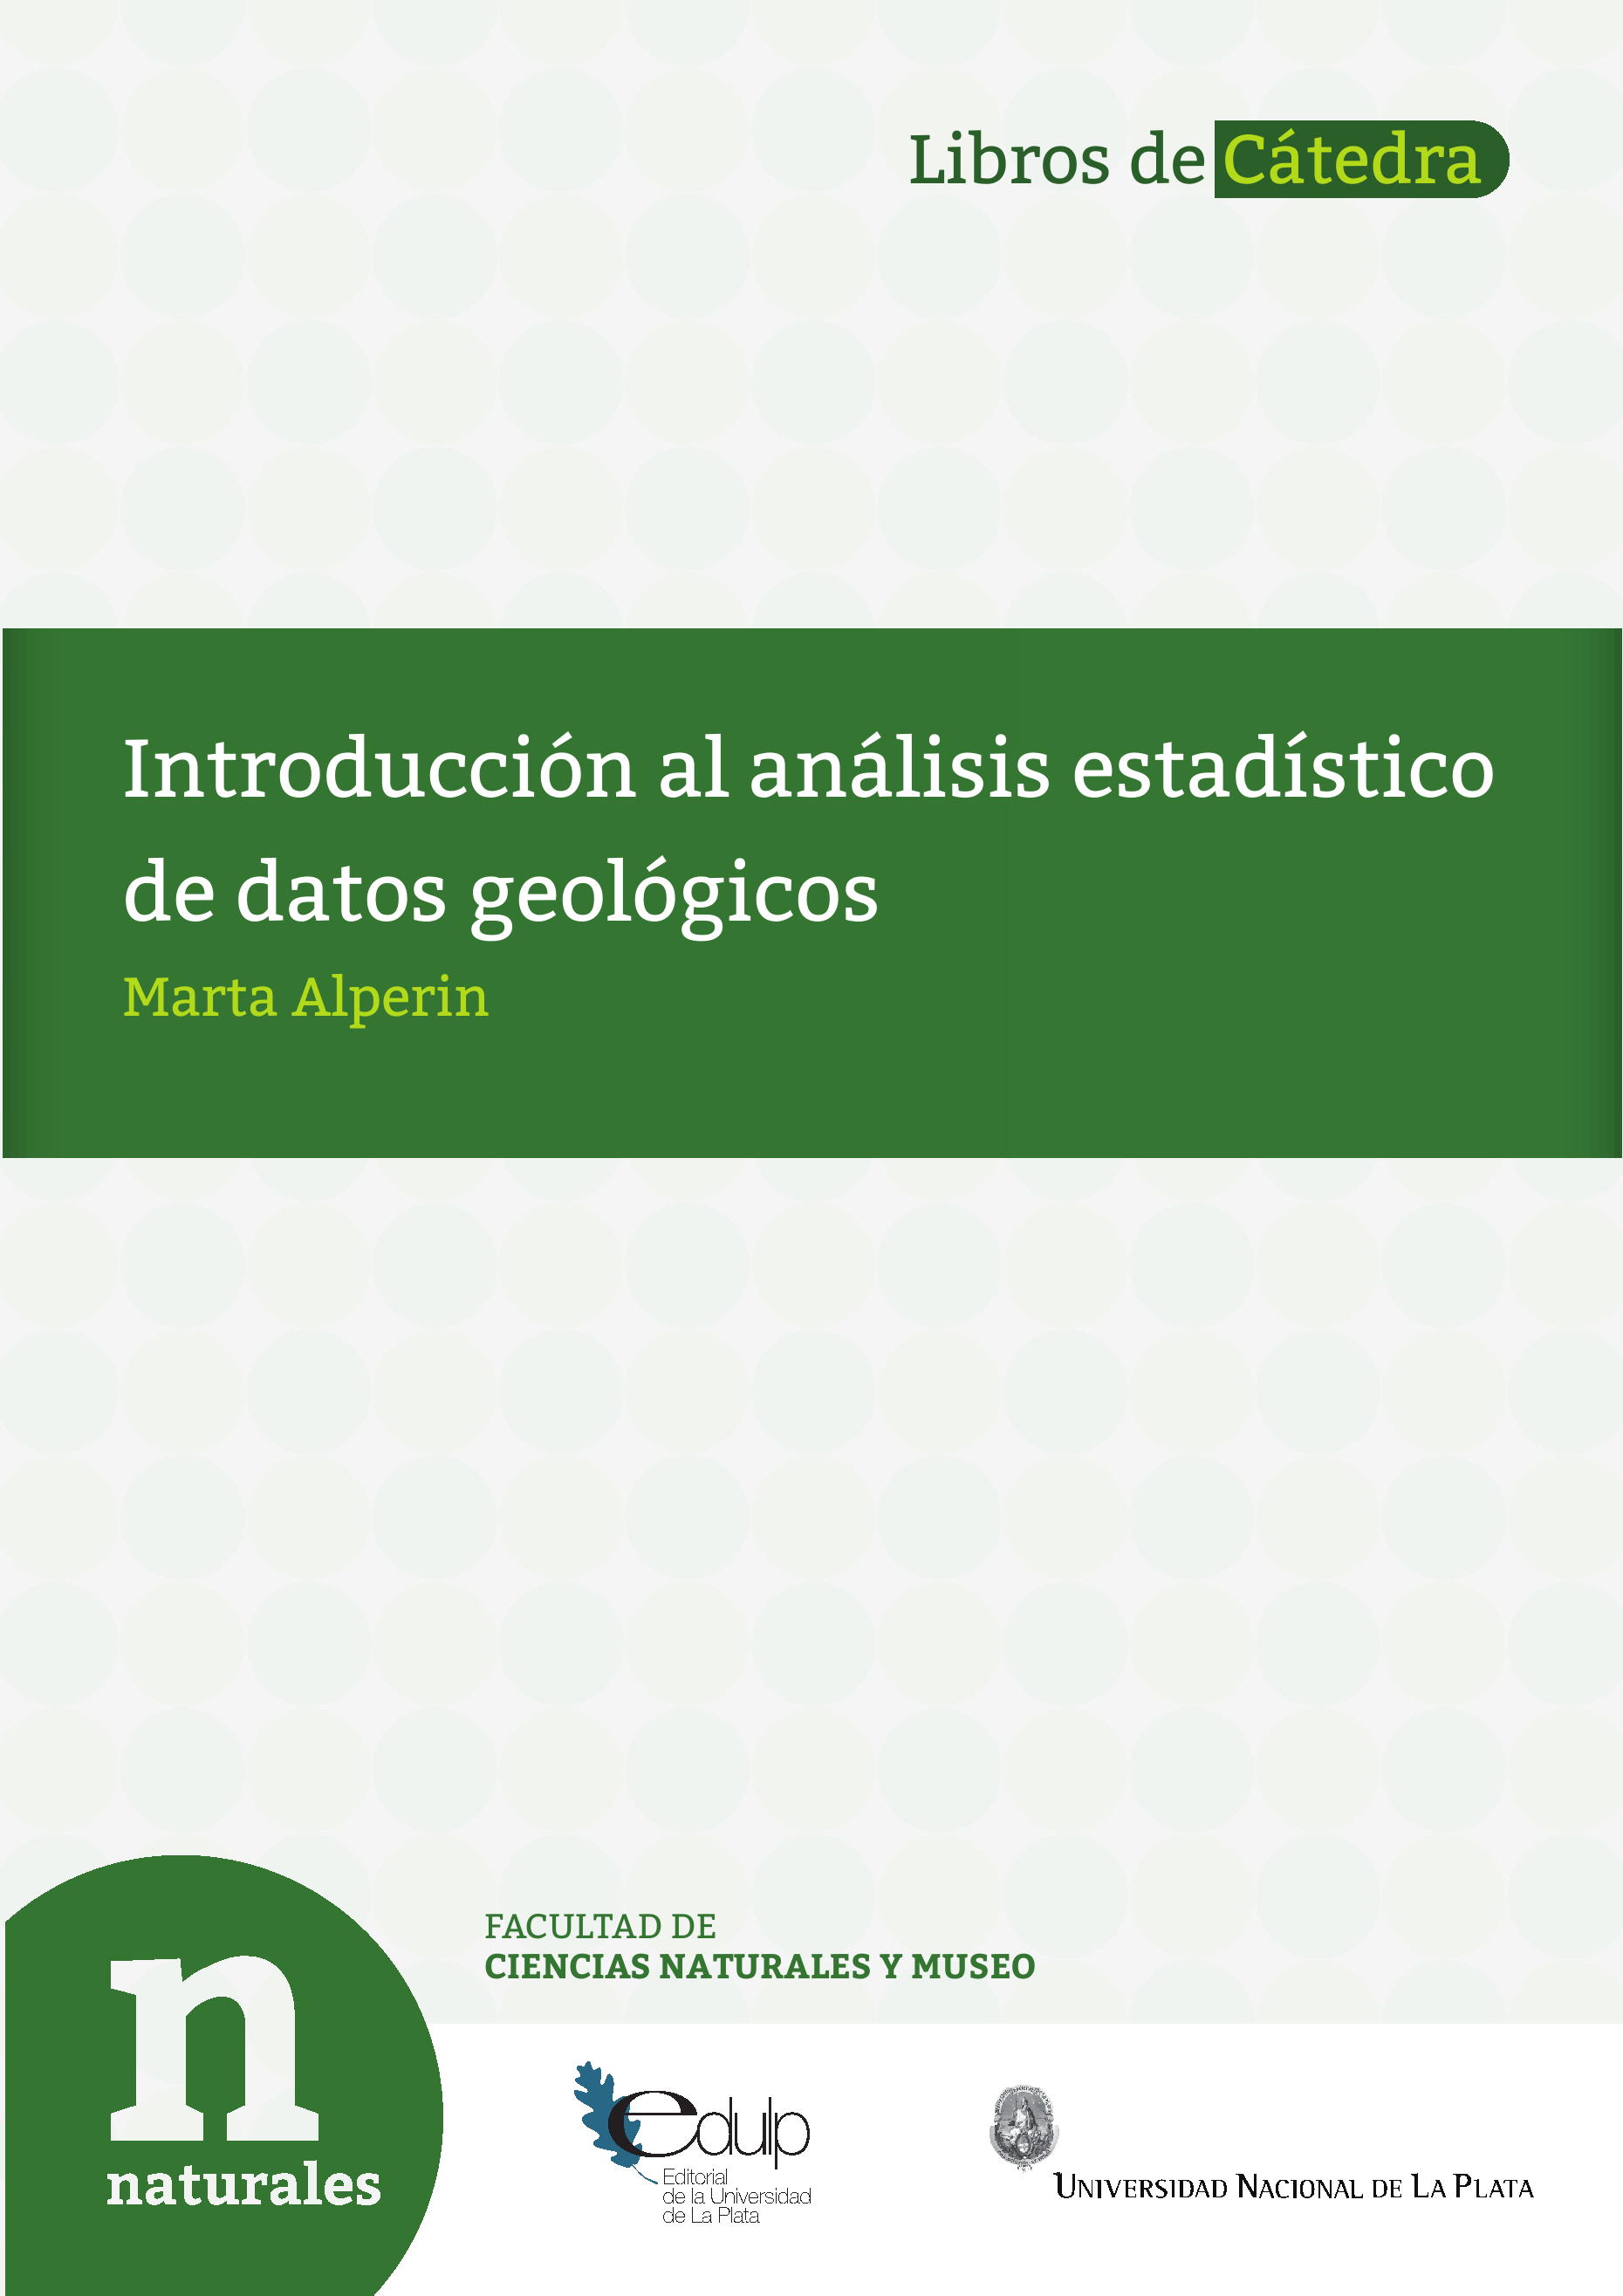 Libros de Cátedra
Introducción al análisis estadístico
de datos geológicos
Marta Alperin
FACULTAD DE
CIENCIAS NATURALES Y MUSEO
n
naturales
edulp
Editorial
de la Universidad
de La Plata
UNIVERSIDAD NACIONAL DE LA PLATA